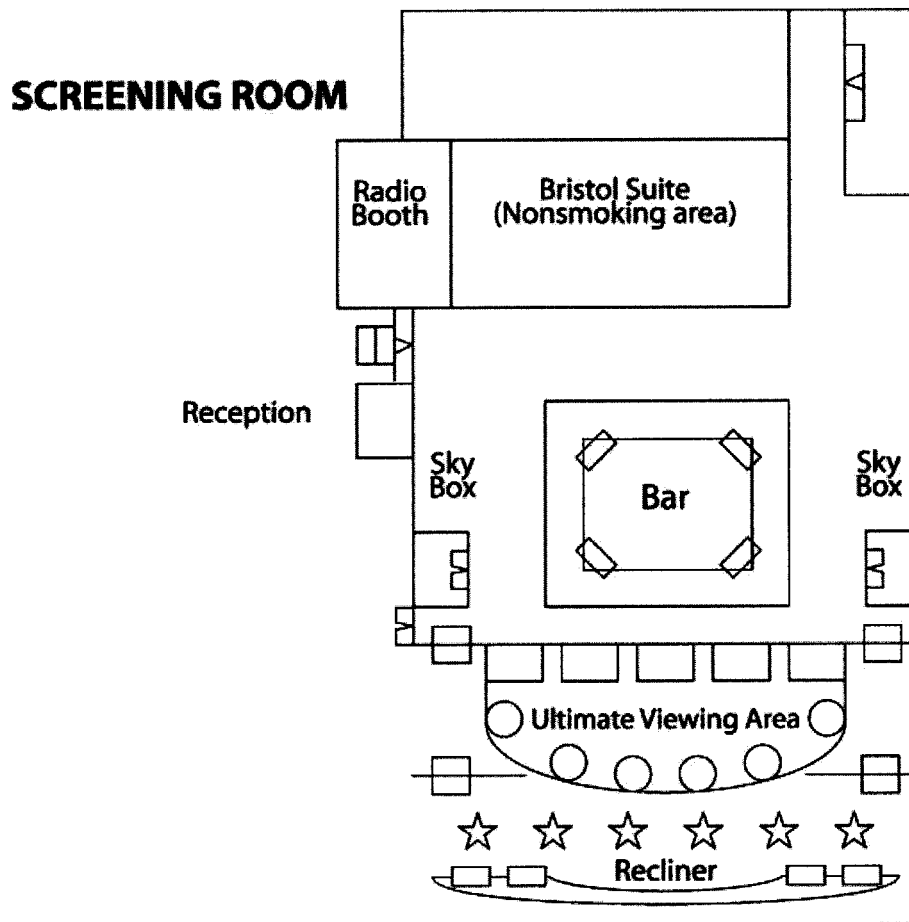 SCREENING ROOM
Radio
Booth
Bristol Suite
(Nonsmoking area)
Reception
Sky
Box
Bar
Sky
Box
Ultimate Viewing Area
Recliner